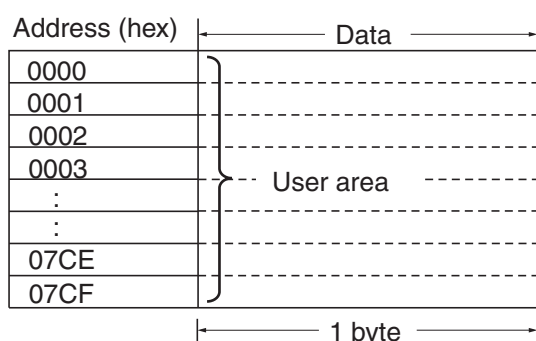 Address (hex) Data
0000
0001
0002
0003
User area
:
:
07CE
07CF
1 byte